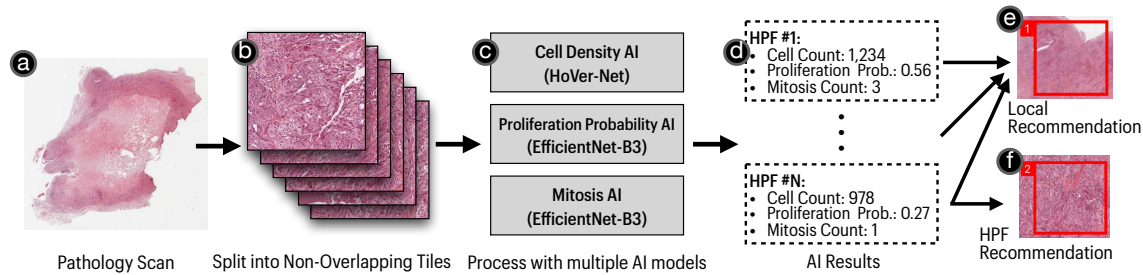 a
Pathology Scan
b
Split into Non-Overlapping Tiles
c
Cell Density AI
(HoVer-Net)
Proliferation Probability AI
(EfficientNet-B3)
Mitosis AI
(EfficientNet-B3)
Process with multiple AI models
d
HPF #1:
• Cell Count: 1,234
• Proliferation Prob.: 0.56
• Mitosis Count: 3
HPF #N:
• Cell Count: 978
• Proliferation Prob.: 0.27
• Mitosis Count: 1
AI Results
e
1
Local
Recommendation
f
2
HPF
Recommendation